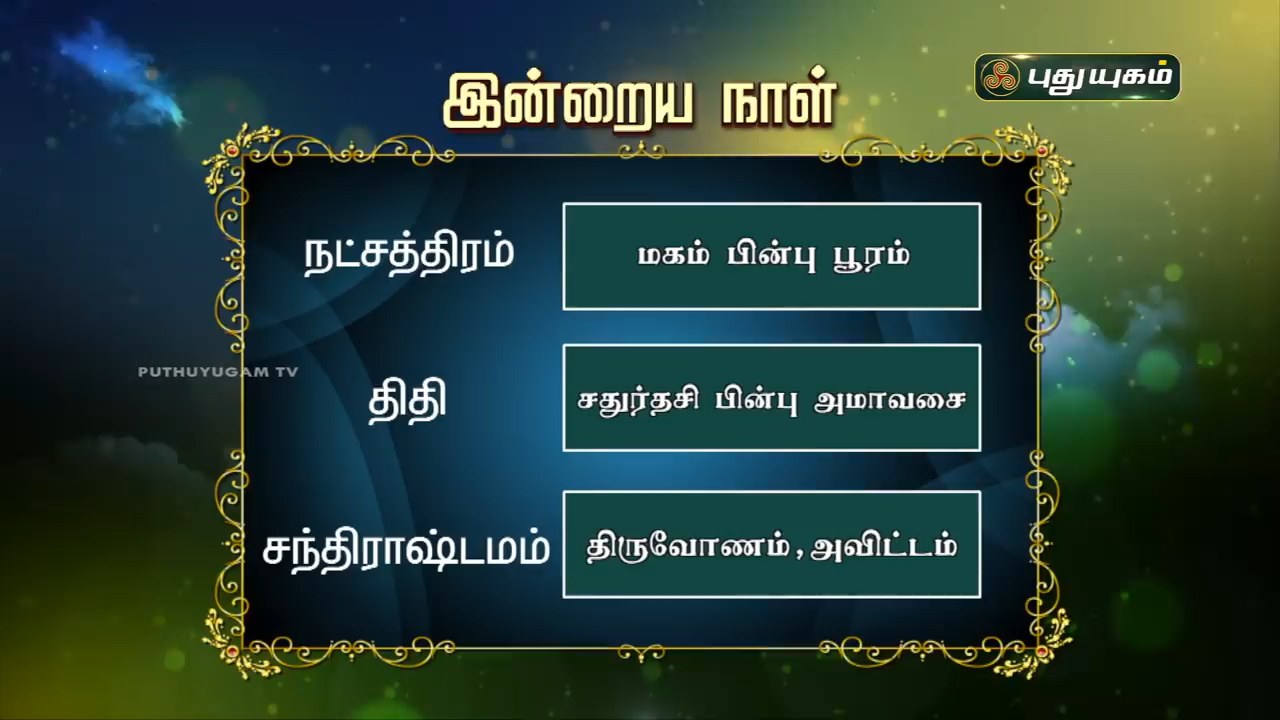 புதுயுகம்
இன்றைய நாள்
நட்சத்திரம்
மகம் பின்பு பூரம்
PUTHUYUGAM TV
திதி
சதுர்தசி பின்பு அமாவசை
சந்திராஷ்டமம்
திருவோணம்,அவிட்டம்